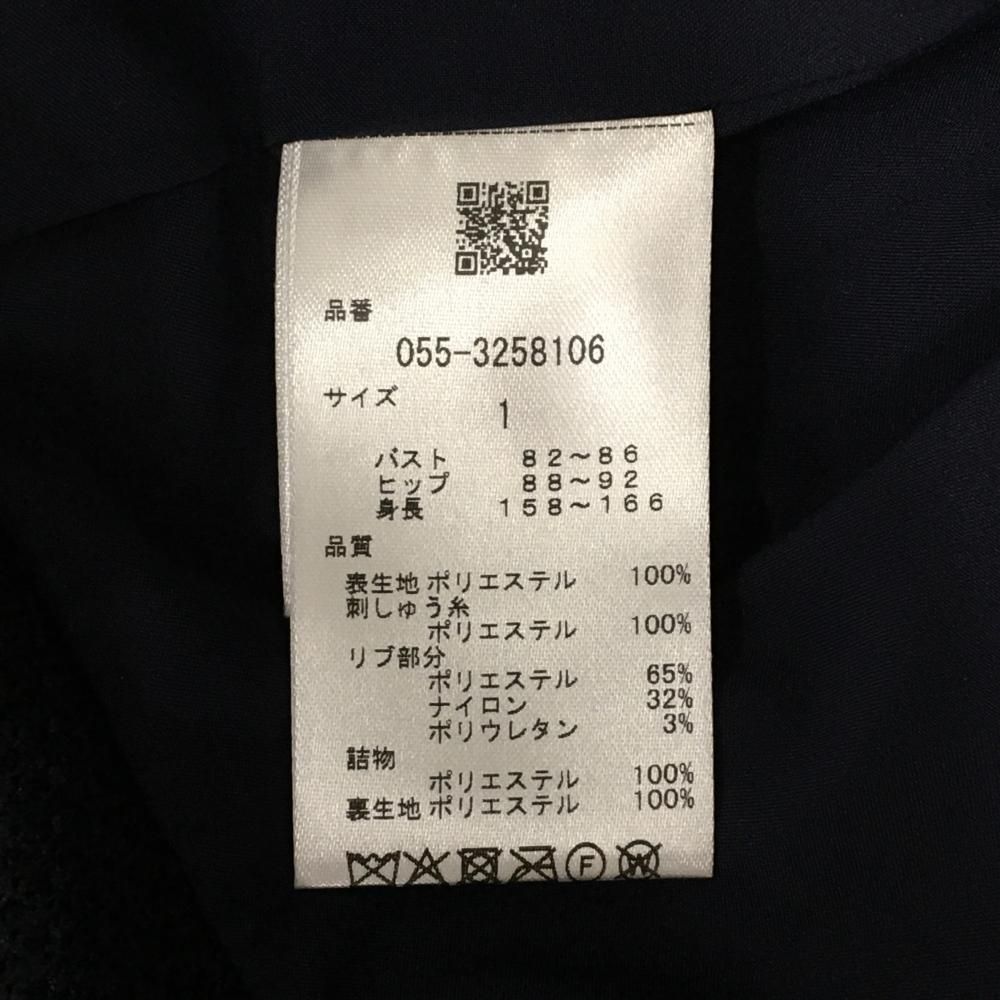 品番
055-3258106
サイズ
1
バスト 82～86
ヒップ 88～92
身長 158～166
品質
表生地 ポリエステル 100%
刺しゅう糸
ポリエステル 100%
リブ部分
ポリエステル 65%
ナイロン 32%
ポリウレタン 3%
詰物
ポリエステル 100%
裏生地 ポリエステル 100%
F W